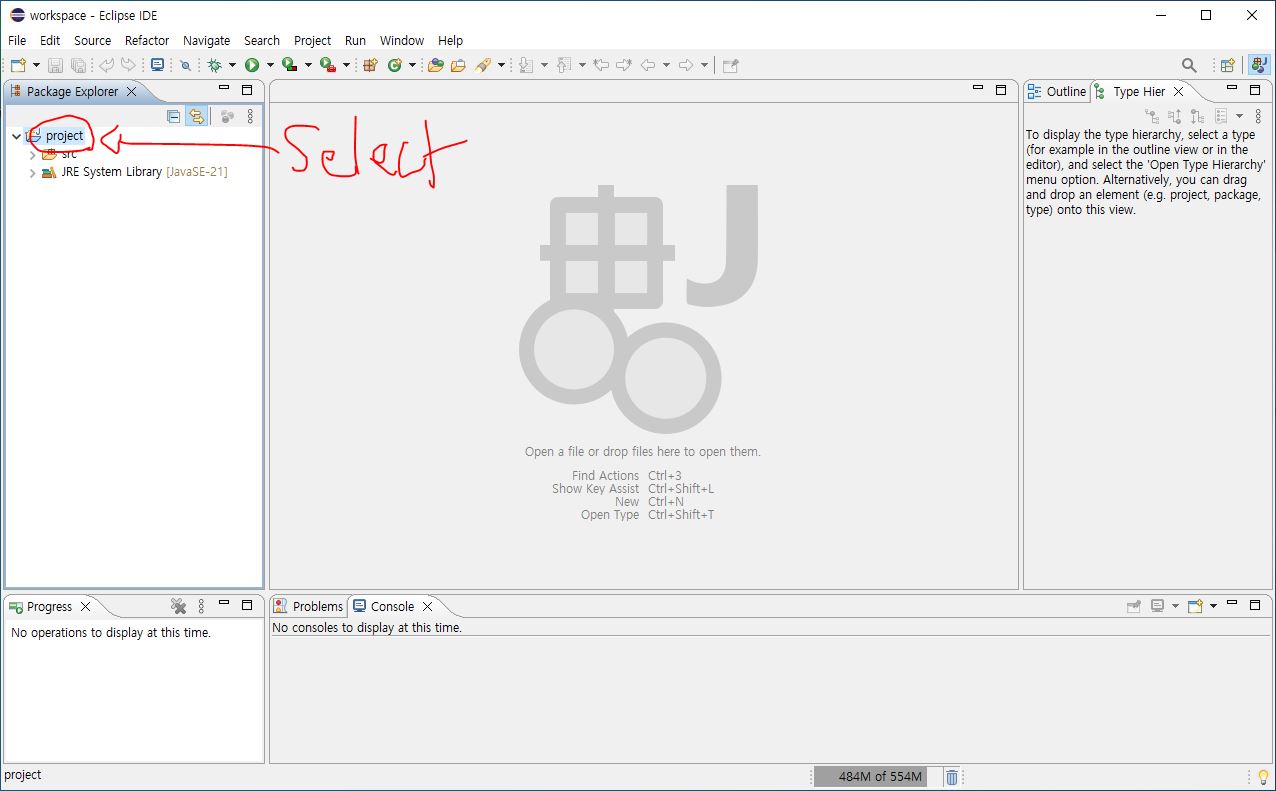 workspace - Eclipse IDE
File Edit Source Refactor Navigate Search Project Run Window Help
Package Explorer
Outline
Type Hier
project
Select
src
JRE System Library [JavaSE-21]
To display the type hierarchy, select a type
(for example in the outline view or in the
editor), and select the 'Open Type Hierarchy'
menu option. Alternatively, you can drag
and drop an element (e.g. project, package,
type) onto this view.
J
Open a file or drop files here to open them.
Find Actions Ctrl+3
Show Key Assist Ctrl+Shift+L
New Ctrl+N
Open Type Ctrl+Shift+T
Progress
No operations to display at this time.
Problems
Console
No consoles to display at this time.
project
484M of 554M